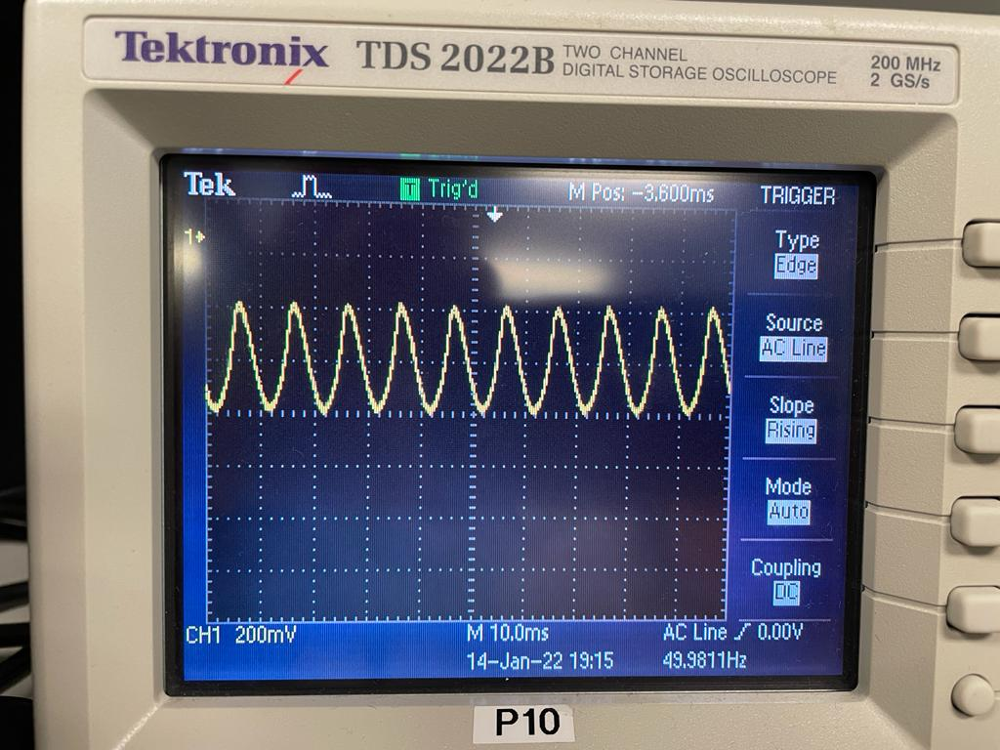 Tektronix TDS 2022B TWO CHANNEL DIGITAL STORAGE OSCILLOSCOPE 200 MHz 2 GS/s
Tek T Trig'd M Pos: -3.600ms TRIGGER
1
Type
Edge
Source
AC Line
Slope
Rising
Mode
Auto
Coupling
DC
CH1 200mV M 10.0ms AC Line 0.00V
14-Jan-22 19:15 49.9811Hz
P10